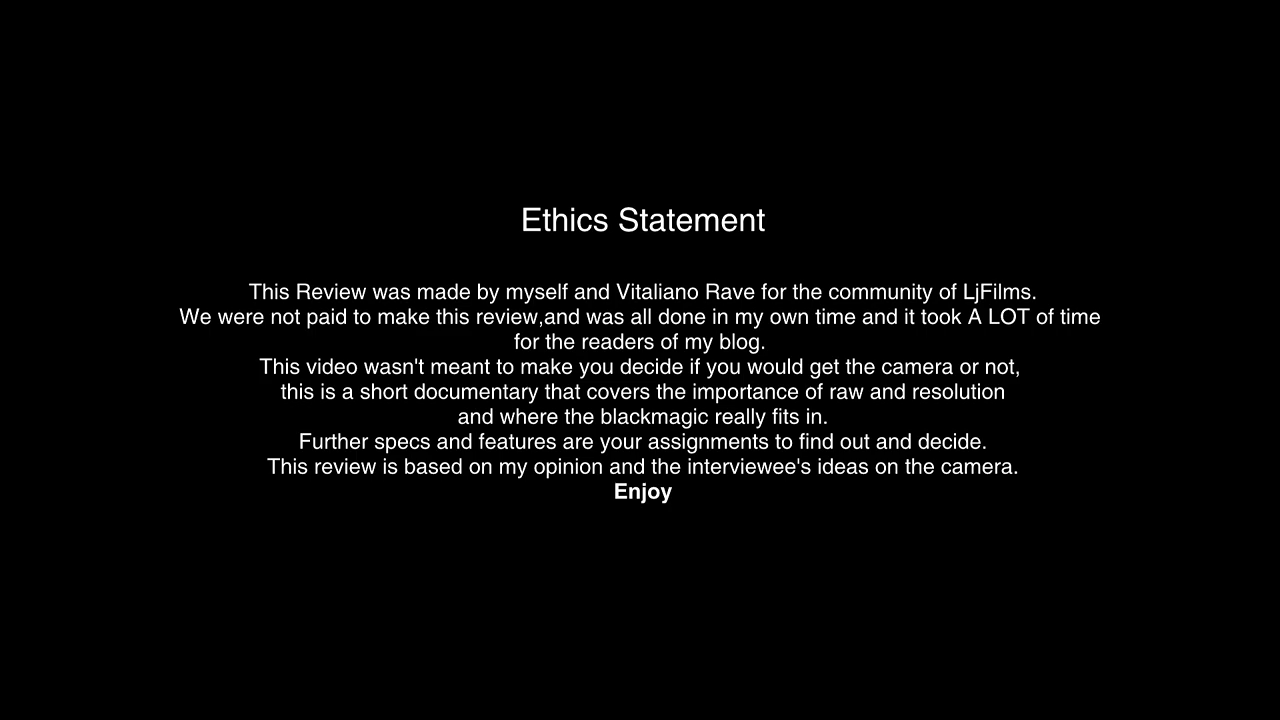 Ethics Statement
This Review was made by myself and Vitaliano Rave for the community of LjFilms.
We were not paid to make this review,and was all done in my own time and it took A LOT of time
for the readers of my blog.
This video wasn't meant to make you decide if you would get the camera or not,
this is a short documentary that covers the importance of raw and resolution
and where the blackmagic really fits in.
Further specs and features are your assignments to find out and decide.
This review is based on my opinion and the interviewee's ideas on the camera.
Enjoy